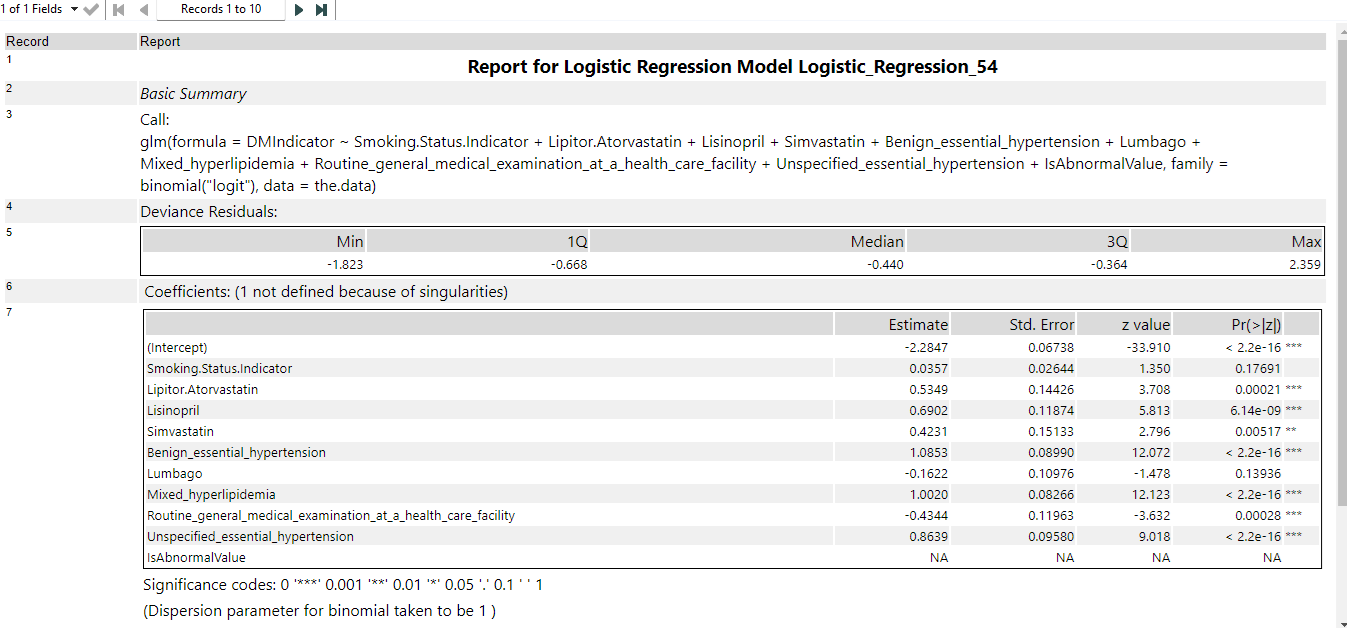 1 of 1 Fields Records 1 to 10
Record Report
1 Report for Logistic Regression Model Logistic_Regression_54
2 Basic Summary
3 Call:
glm(formula = DMIndicator ~ Smoking.Status.Indicator + Lipitor.Atorvastatin + Lisinopril + Simvastatin + Benign_essential_hypertension + Lumbago +
Mixed_hyperlipidemia + Routine_general_medical_examination_at_a_health_care_facility + Unspecified_essential_hypertension + IsAbnormalValue, family =
binomial("logit"), data = the.data)
4 Deviance Residuals:
5 Min 1Q Median 3Q Max
-1.823 -0.668 -0.440 -0.364 2.359
6 Coefficients: (1 not defined because of singularities)
7 Estimate Std. Error z value Pr(>|z|)
(Intercept) -2.2847 0.06738 -33.910 < 2.2e-16 ***
Smoking.Status.Indicator 0.0357 0.02644 1.350 0.17691
Lipitor.Atorvastatin 0.5349 0.14426 3.708 0.00021 ***
Lisinopril 0.6902 0.11874 5.813 6.14e-09 ***
Simvastatin 0.4231 0.15133 2.796 0.00517 **
Benign_essential_hypertension 1.0853 0.08990 12.072 < 2.2e-16 ***
Lumbago -0.1622 0.10976 -1.478 0.13936
Mixed_hyperlipidemia 1.0020 0.08266 12.123 < 2.2e-16 ***
Routine_general_medical_examination_at_a_health_care_facility -0.4344 0.11963 -3.632 0.00028 ***
Unspecified_essential_hypertension 0.8639 0.09580 9.018 < 2.2e-16 ***
IsAbnormalValue NA NA NA NA
Significance codes: 0 '***' 0.001 '**' 0.01 '*' 0.05 '.' 0.1 ' ' 1
(Dispersion parameter for binomial taken to be 1 )